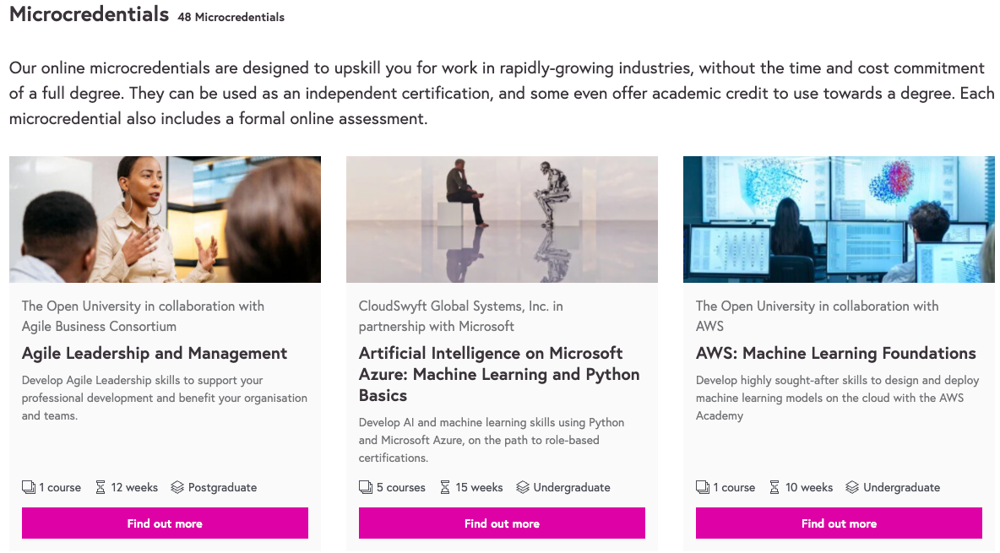 Microcredentials 48 Microcredentials
Our online microcredentials are designed to upskill you for work in rapidly-growing industries, without the time and cost commitment
of a full degree. They can be used as an independent certification, and some even offer academic credit to use towards a degree. Each
microcredential also includes a formal online assessment.
The Open University in collaboration with
Agile Business Consortium
Agile Leadership and Management
Develop Agile Leadership skills to support your
professional development and benefit your organisation
and teams.
1 course 12 weeks Postgraduate
Find out more
CloudSwyft Global Systems, Inc. in
partnership with Microsoft
Artificial Intelligence on Microsoft
Azure: Machine Learning and Python
Basics
Develop AI and machine learning skills using Python
and Microsoft Azure, on the path to role-based
certifications.
5 courses 15 weeks Undergraduate
Find out more
The Open University in collaboration with
AWS
AWS: Machine Learning Foundations
Develop highly sought-after skills to design and deploy
machine learning models on the cloud with the AWS
Academy
1 course 10 weeks Undergraduate
Find out more